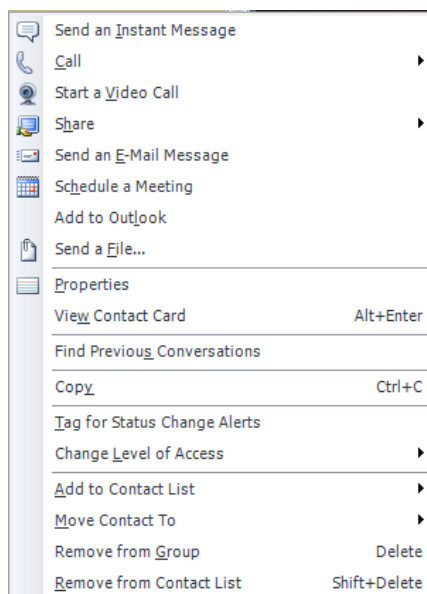 Send an Instant Message
Call
Start a Video Call
Share
Send an E-Mail Message
Schedule a Meeting
Add to Outlook
Send a File...
Properties
View Contact Card Alt+Enter
Find Previous Conversations
Copy Ctrl+C
Tag for Status Change Alerts
Change Level of Access
Add to Contact List
Move Contact To
Remove from Group Delete
Remove from Contact List Shift+Delete